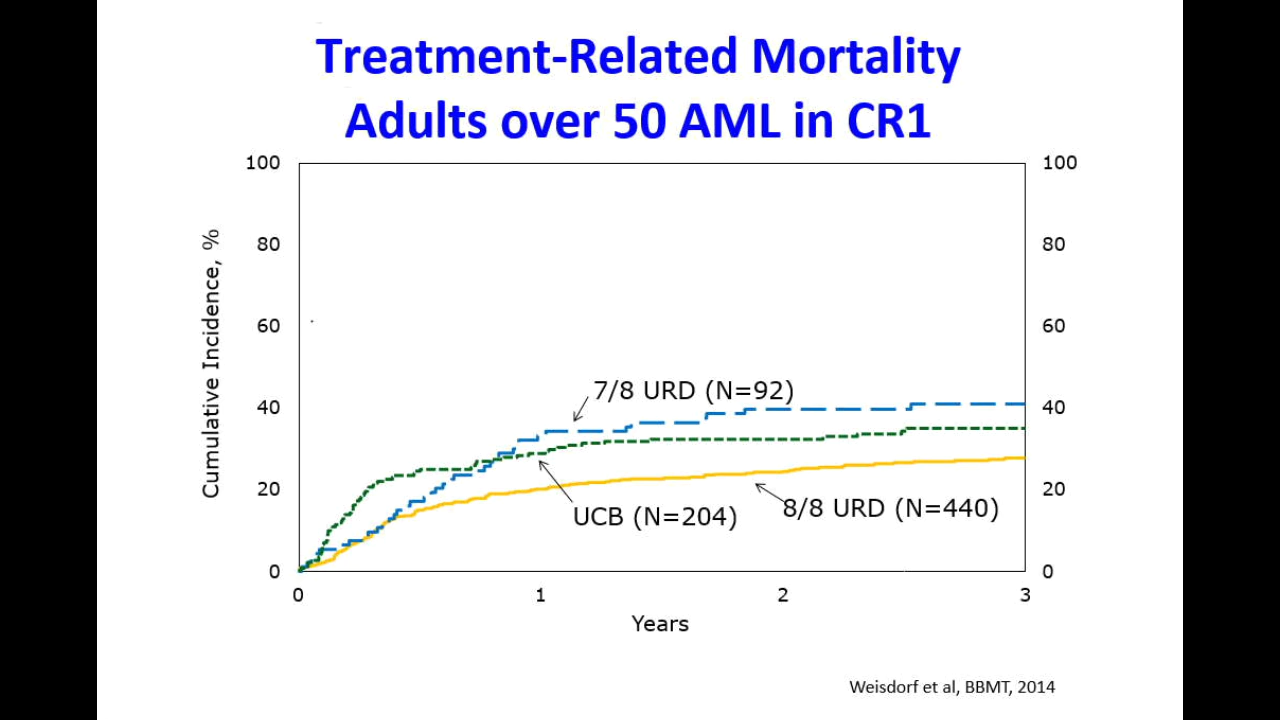 Treatment-Related Mortality
Adults over 50 AML in CR1
100
100
80
80
60
60
40
40
20
20
0
0
Cumulative Incidence, %
7/8 URD (N=92)
UCB (N=204)
8/8 URD (N=440)
0
1
2
3
Years
Weisdorf et al, BBMT, 2014